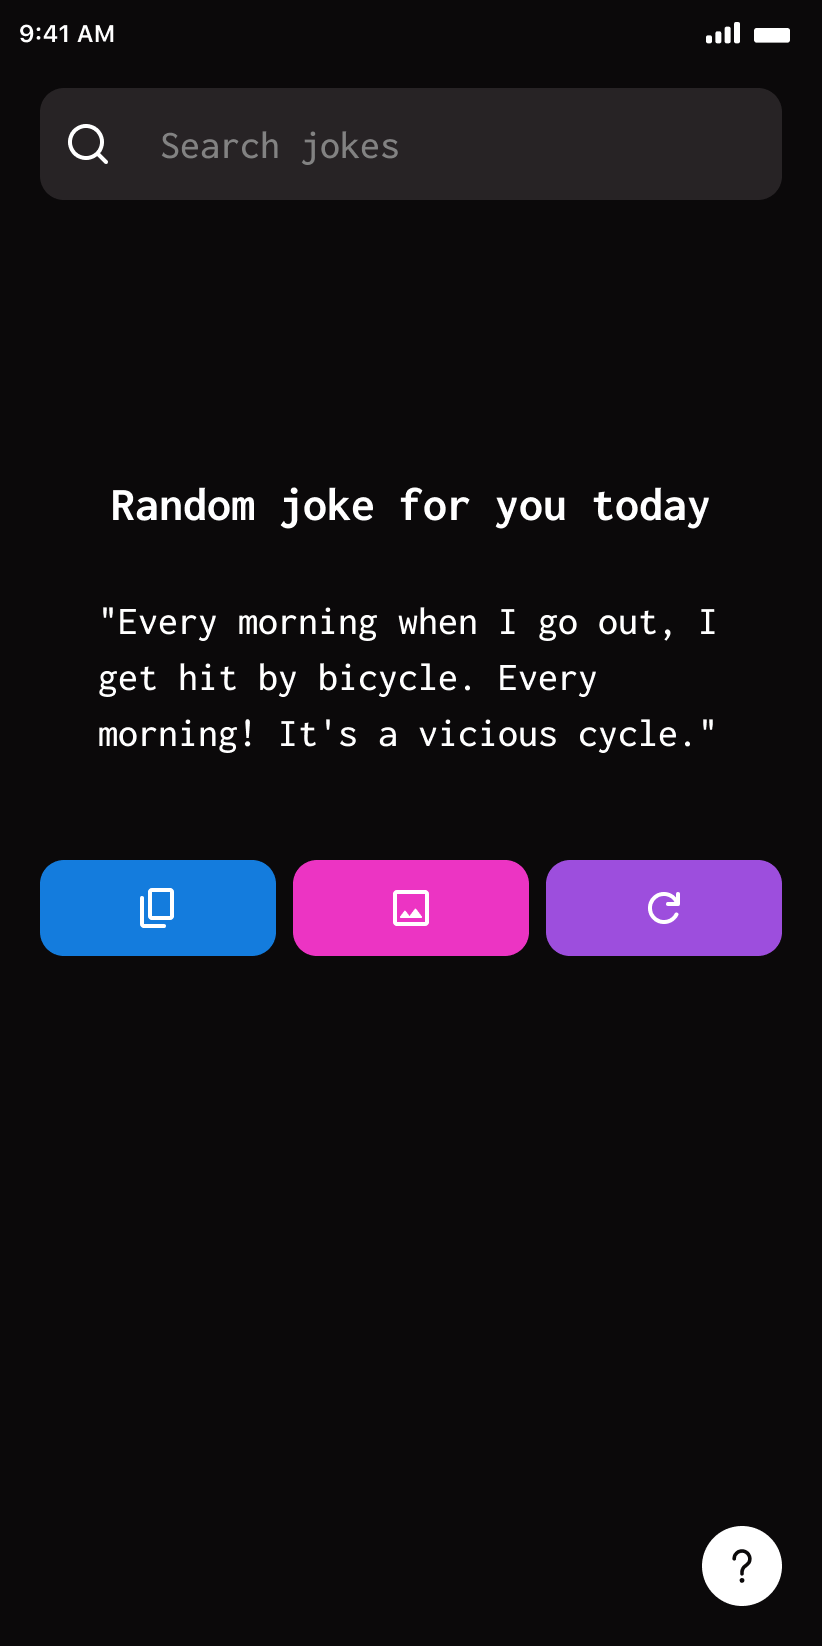 9:41 AM
Search jokes
Random joke for you today
"Every morning when I go out, I
get hit by bicycle. Every
morning! It's a vicious cycle."
?